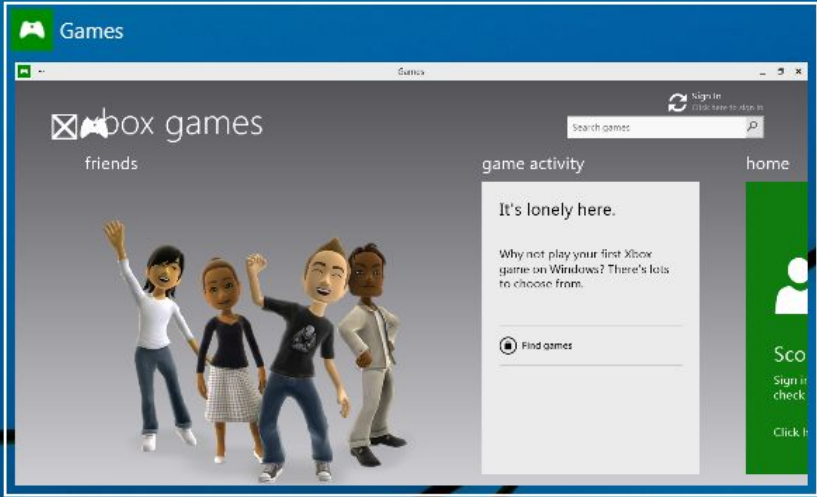 Games
Games
xbox games
Sign In
Click here to sign in
Search games
friends
game activity
home
It's lonely here.
Why not play your first Xbox
game on Windows? There's lots
to choose from.
Find games
Sco
Sign in
check
Click